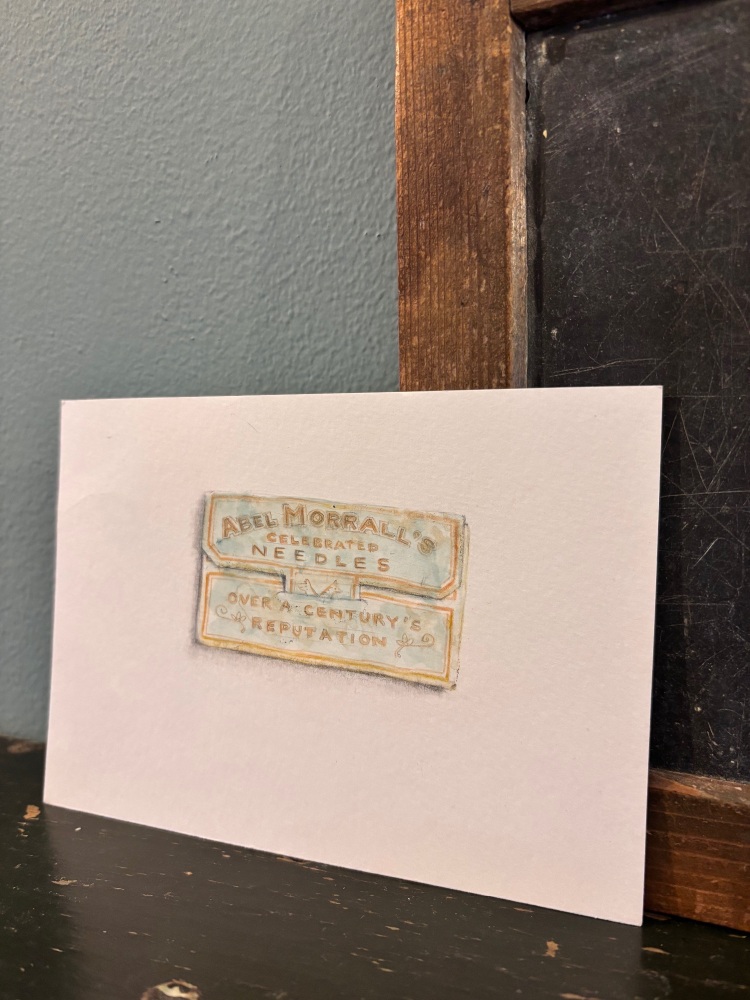 ABEL MORRALL'S
CELEBRATED
NEEDLES
OVER A CENTURY'S
REPUTATION